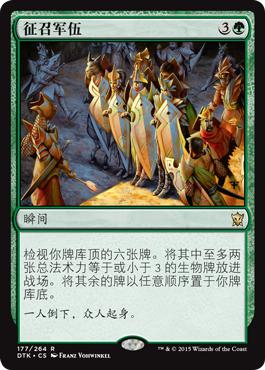 征召军伍 3
瞬间
检视你牌库顶的六张牌。将其中至多两
张总法术力等于或小于 3 的生物牌放进
战场。将其余的牌以任意顺序置于你牌
库底。
一人倒下，众人起身。
177/264 R
DTK • CS FRANZ VOHWINKEL
™ & © 2015 Wizards of the Coast